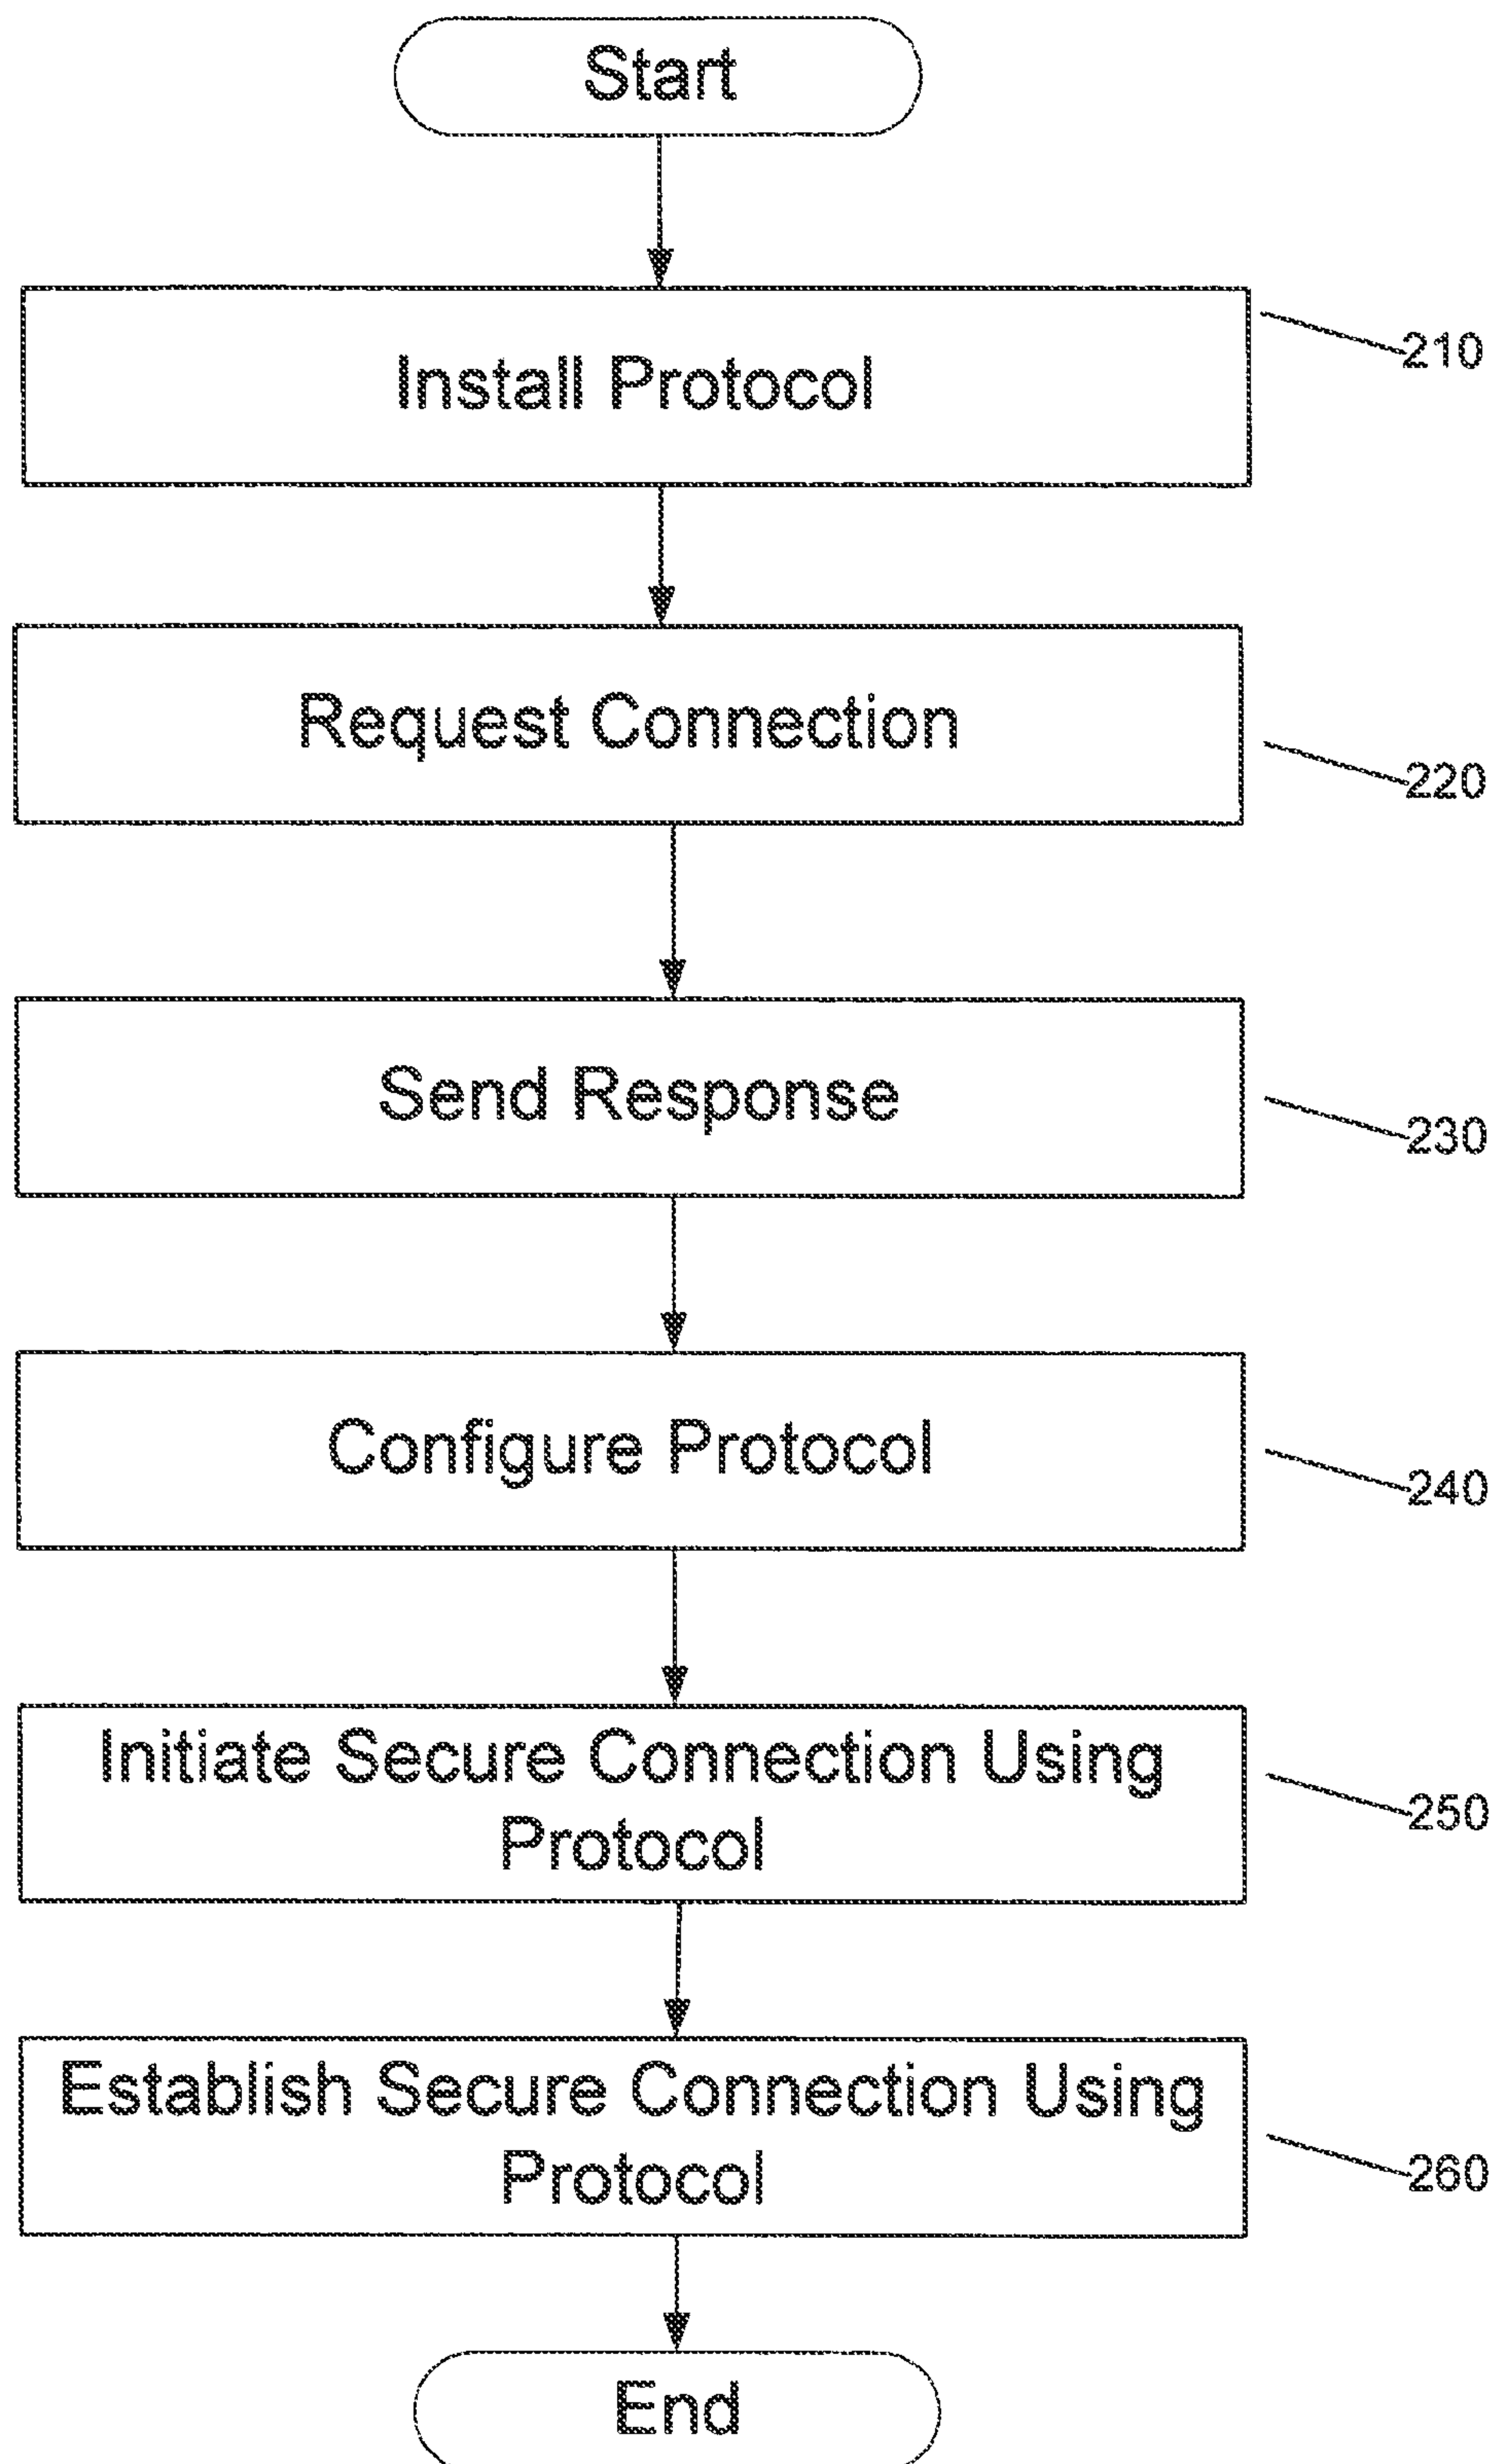 Start
Install Protocol
210
Request Connection
220
Send Response
230
Configure Protocol
240
Initiate Secure Connection Using
Protocol
250
Establish Secure Connection Using
Protocol
260
End